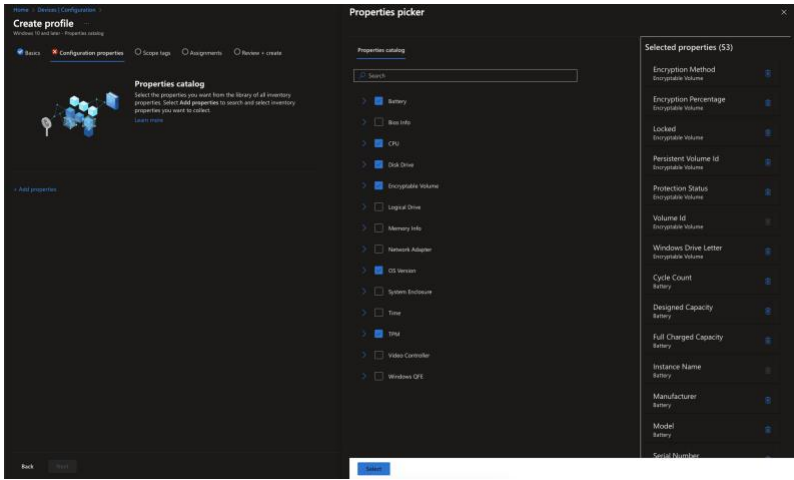 Home > Devices | Configuration >
Create profile ...
Windows 10 and later - Properties catalog
Basics
Configuration properties
Scope tags
Assignments
Review + create
Properties catalog
Select the properties you want from the library of all inventory
properties. Select Add properties to search and select inventory
properties you want to collect.
Learn more
+ Add properties
Back
Next
Properties picker
Properties catalog
Search
Battery
Bios Info
CPU
Disk Drive
Encryptable Volume
Logical Drive
Memory Info
Network Adapter
OS Version
System Enclosure
Time
TPM
Video Controller
Windows QFE
Select
Selected properties (53)
Encryption Method
Encryptable Volume
Encryption Percentage
Encryptable Volume
Locked
Encryptable Volume
Persistent Volume Id
Encryptable Volume
Protection Status
Encryptable Volume
Volume Id
Encryptable Volume
Windows Drive Letter
Encryptable Volume
Cycle Count
Battery
Designed Capacity
Battery
Full Charged Capacity
Battery
Instance Name
Battery
Manufacturer
Battery
Model
Battery
Serial Number